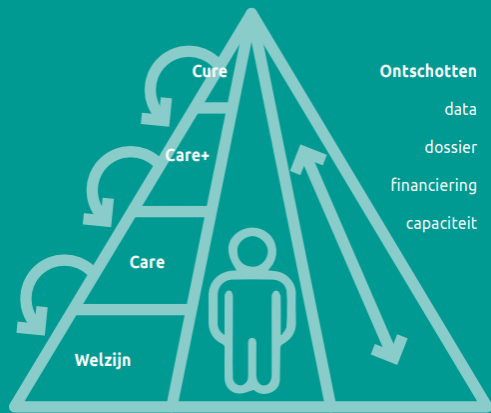 Cure
Care+
Care
Welzijn
Ontschotten
data
dossier
financiering
capaciteit